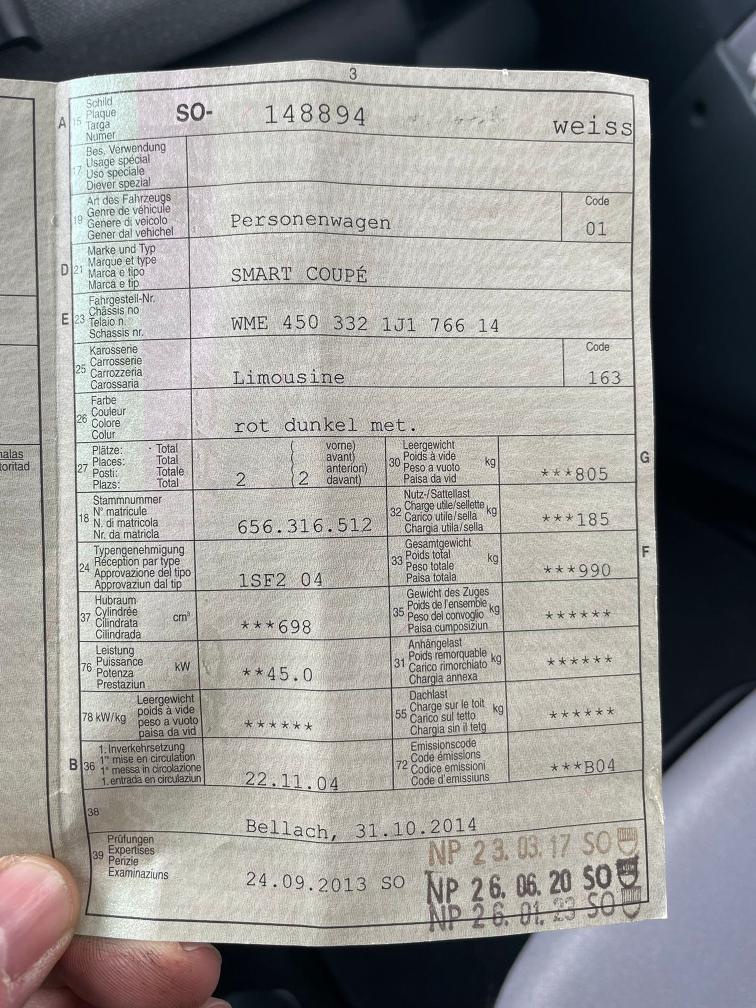 3
A 15 Schild
Plaque
Targa
Numer
SO- 148894 weiss
17 Bes. Verwendung
Usage spécial
Uso speciale
Diever spezial
19 Art des Fahrzeugs
Genre de véhicule
Genere di veicolo
Gener dal vehichel
Personenwagen
Code
01
D 21 Marke und Typ
Marque et type
Marca e tipo
Marca e tip
SMART COUPÉ
E 23 Fahrgestell-Nr.
Châssis no
Telaio n.
Schassis nr.
WME 450 332 1J1 766 14
25 Karosserie
Carrosserie
Carrozzeria
Carossaria
Limousine
Code
163
26 Farbe
Couleur
Colore
Colur
rot dunkel met.
27 Plätze: Total
Places: Total
Posti: Totale
Plazs: Total
2
vorne)
avant)
anteriori)
davant)
2
30 Leergewicht
Poids à vide
Peso a vuoto
Paisa da vid
kg
***805
G
18 Stammnummer
N° matricule
N. di matricola
Nr. da matricla
656.316.512
32 Nutz-/Sattellast
Charge utile/sellette
Carico utile/sella
Chargia utila/sella
kg
***185
24 Typengenehmigung
Réception par type
Approvazione del tipo
Approvaziun dal tip
1SF2 04
33 Gesamtgewicht
Poids total
Peso totale
Paisa totala
kg
***990
F
37 Hubraum
Cylindrée
Cilindrata
Cilindrada
cm³
***698
35 Gewicht des Zuges
Poids de l'ensemble
Peso del convoglio
Paisa cumposiziun
kg
******
76 Leistung
Puissance
Potenza
Prestaziun
kW
**45.0
31 Anhängelast
Poids remorquable
Carico rimorchiato
Chargia annexa
kg
******
78 kW/kg Leergewicht
poids à vide
peso a vuoto
paisa da vid
******
55 Dachlast
Charge sur le toit
Carico sul tetto
Chargia sin il tetg
kg
******
B 36 1. Inverkehrsetzung
1re mise en circulation
1a messa in circolazione
1. entrada en circulaziun
22.11.04
72 Emissionscode
Code émissions
Codice emissioni
Code d'emissiuns
***B04
38
Bellach, 31.10.2014
39 Prüfungen
Expertises
Perizie
Examinaziuns
24.09.2013 SO
NP 23.03.17 SO
NP 26.06.20 SO
NP 26.01.23 SO
nalas
toritad